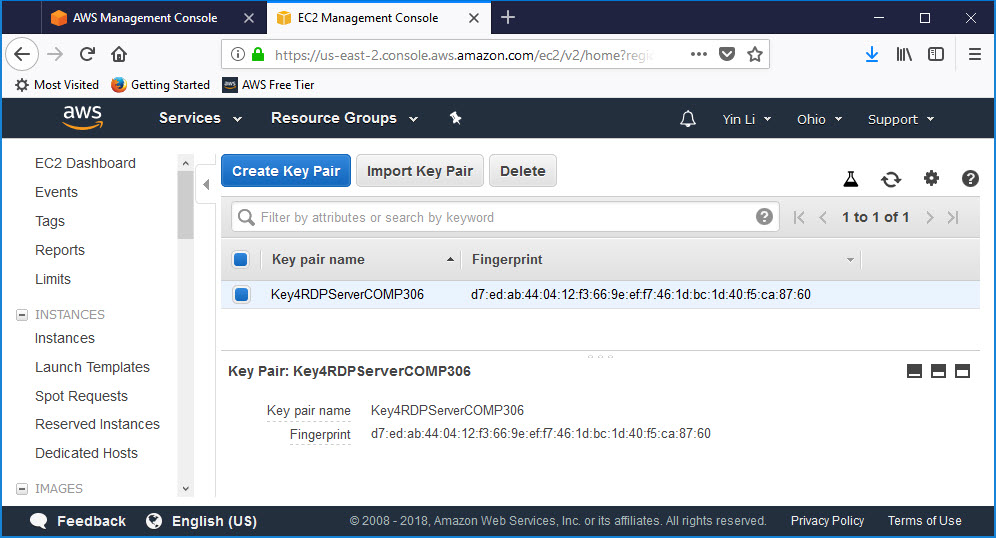 AWS Management Console
EC2 Management Console
https://us-east-2.console.aws.amazon.com/ec2/v2/home?regi
Most Visited
Getting Started
AWS Free Tier
aws
Services
Resource Groups
Yin Li
Ohio
Support
EC2 Dashboard
Events
Tags
Reports
Limits
INSTANCES
Instances
Launch Templates
Spot Requests
Reserved Instances
Dedicated Hosts
IMAGES
Create Key Pair
Import Key Pair
Delete
Filter by attributes or search by keyword
1 to 1 of 1
Key pair name
Fingerprint
Key4RDPServerCOMP306
d7:ed:ab:44:04:12:f3:66:9e:ef:f7:46:1d:bc:1d:40:f5:ca:87:60
Key Pair: Key4RDPServerCOMP306
Key pair name Key4RDPServerCOMP306
Fingerprint d7:ed:ab:44:04:12:f3:66:9e:ef:f7:46:1d:bc:1d:40:f5:ca:87:60
Feedback
English (US)
© 2008 - 2018, Amazon Web Services, Inc. or its affiliates. All rights reserved.
Privacy Policy
Terms of Use